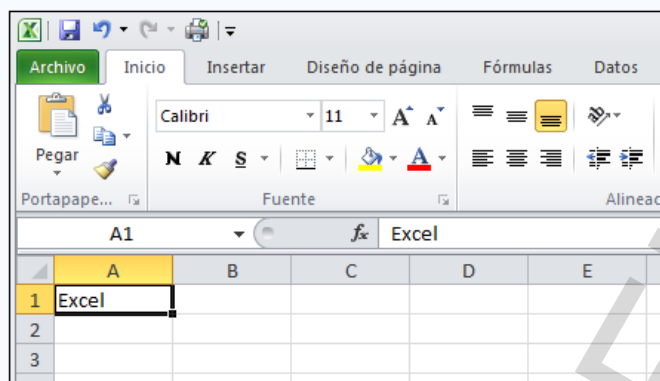 Archivo Inicio Insertar Diseño de página Fórmulas Datos
Calibri 11 A A
Pegar N K S A
Portapape... Fuente Alineac
A1 fx Excel
A B C D E
1 Excel
2
3